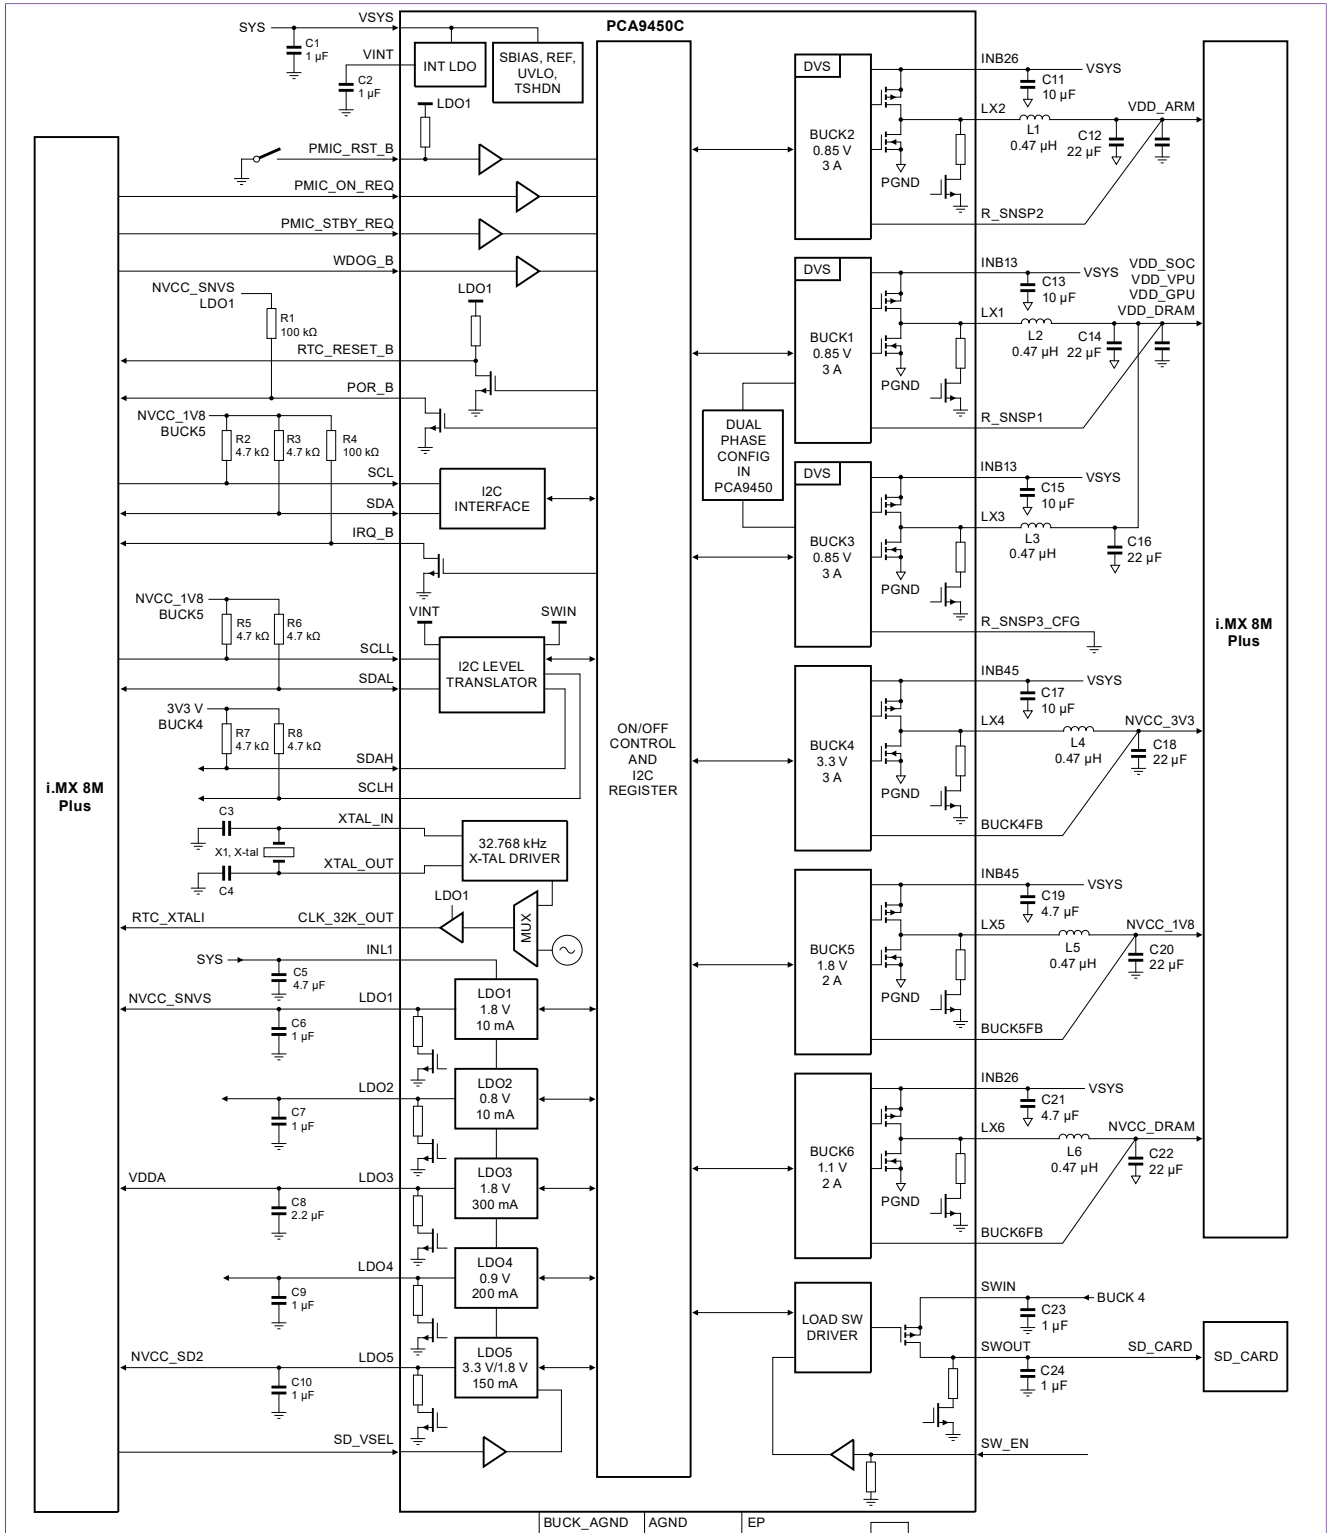 PCA9450C
SYS
VSYS
C1
1 µF
VINT
C2
1 µF
INT LDO
SBIAS, REF,
UVLO,
TSHDN
LDO1
PMIC_RST_B
PMIC_ON_REQ
PMIC_STBY_REQ
WDOG_B
NVCC_SNVS
LDO1
R1
100 kΩ
LDO1
RTC_RESET_B
POR_B
NVCC_1V8
BUCK5
R2
4.7 kΩ
R3
4.7 kΩ
R4
100 kΩ
SCL
SDA
I2C
INTERFACE
IRQ_B
NVCC_1V8
BUCK5
R5
4.7 kΩ
R6
4.7 kΩ
VINT
SWIN
SCLL
SDAL
I2C LEVEL
TRANSLATOR
3V3 V
BUCK4
R7
4.7 kΩ
R8
4.7 kΩ
SDAH
SCLH
i.MX 8M
Plus
C3
XTAL_IN
X1, X-tal
XTAL_OUT
C4
32.768 kHz
X-TAL DRIVER
LDO1
RTC_XTALI
CLK_32K_OUT
MUX
SYS
INL1
C5
4.7 µF
NVCC_SNVS
LDO1
C6
1 µF
LDO1
1.8 V
10 mA
LDO2
C7
1 µF
LDO2
0.8 V
10 mA
VDDA
LDO3
C8
2.2 µF
LDO3
1.8 V
300 mA
LDO4
C9
1 µF
LDO4
0.9 V
200 mA
NVCC_SD2
LDO5
C10
1 µF
LDO5
3.3 V/1.8 V
150 mA
SD_VSEL
ON/OFF
CONTROL
AND
I2C
REGISTER
DVS
BUCK2
0.85 V
3 A
PGND
INB26
VSYS
C11
10 µF
LX2
L1
0.47 µH
C12
22 µF
VDD_ARM
R_SNSP2
DVS
BUCK1
0.85 V
3 A
PGND
INB13
VSYS
C13
10 µF
LX1
L2
0.47 µH
C14
22 µF
VDD_SOC
VDD_VPU
VDD_GPU
VDD_DRAM
R_SNSP1
DUAL
PHASE
CONFIG
IN
PCA9450
DVS
BUCK3
0.85 V
3 A
PGND
INB13
VSYS
C15
10 µF
LX3
L3
0.47 µH
C16
22 µF
R_SNSP3_CFG
i.MX 8M
Plus
BUCK4
3.3 V
3 A
PGND
INB45
VSYS
C17
10 µF
LX4
L4
0.47 µH
NVCC_3V3
C18
22 µF
BUCK4FB
BUCK5
1.8 V
2 A
PGND
INB45
VSYS
C19
4.7 µF
LX5
L5
0.47 µH
NVCC_1V8
C20
22 µF
BUCK5FB
BUCK6
1.1 V
2 A
PGND
INB26
VSYS
C21
4.7 µF
LX6
L6
0.47 µH
NVCC_DRAM
C22
22 µF
BUCK6FB
LOAD SW
DRIVER
SWIN
BUCK 4
C23
1 µF
SWOUT
SD_CARD
C24
1 µF
SD_CARD
SW_EN
BUCK_AGND
AGND
EP